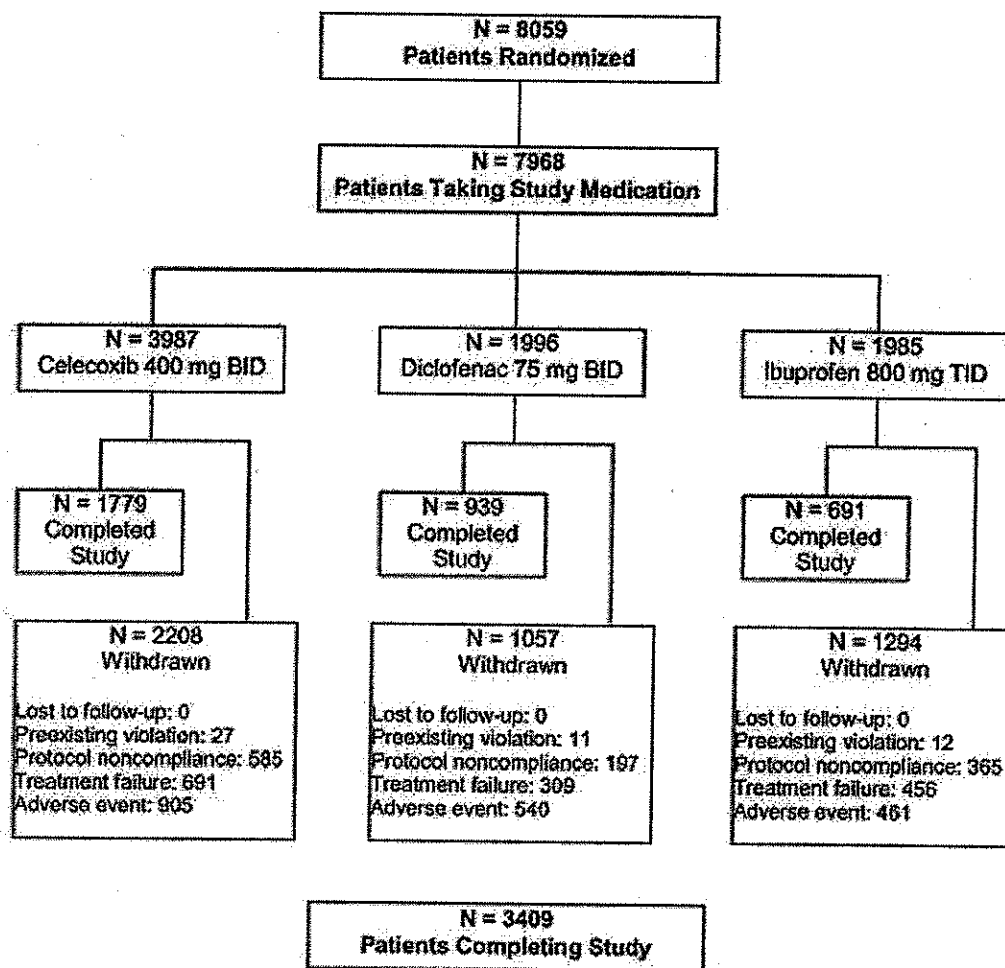 N = 8059
Patients Randomized
N = 7968
Patients Taking Study Medication
N = 3987
Celecoxib 400 mg BID
N = 1996
Diclofenac 75 mg BID
N = 1985
Ibuprofen 800 mg TID
N = 1779
Completed
Study
N = 939
Completed
Study
N = 691
Completed
Study
N = 2208
Withdrawn
Lost to follow-up: 0
Preexisting violation: 27
Protocol noncompliance: 585
Treatment failure: 691
Adverse event: 905
N = 1057
Withdrawn
Lost to follow-up: 0
Preexisting violation: 11
Protocol noncompliance: 197
Treatment failure: 309
Adverse event: 540
N = 1294
Withdrawn
Lost to follow-up: 0
Preexisting violation: 12
Protocol noncompliance: 365
Treatment failure: 456
Adverse event: 461
N = 3409
Patients Completing Study